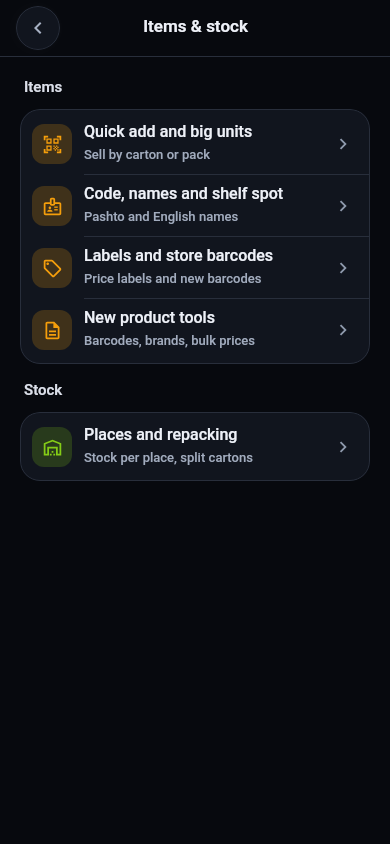 Items & stock
Items
Quick add and big units
Sell by carton or pack
Code, names and shelf spot
Pashto and English names
Labels and store barcodes
Price labels and new barcodes
New product tools
Barcodes, brands, bulk prices
Stock
Places and repacking
Stock per place, split cartons